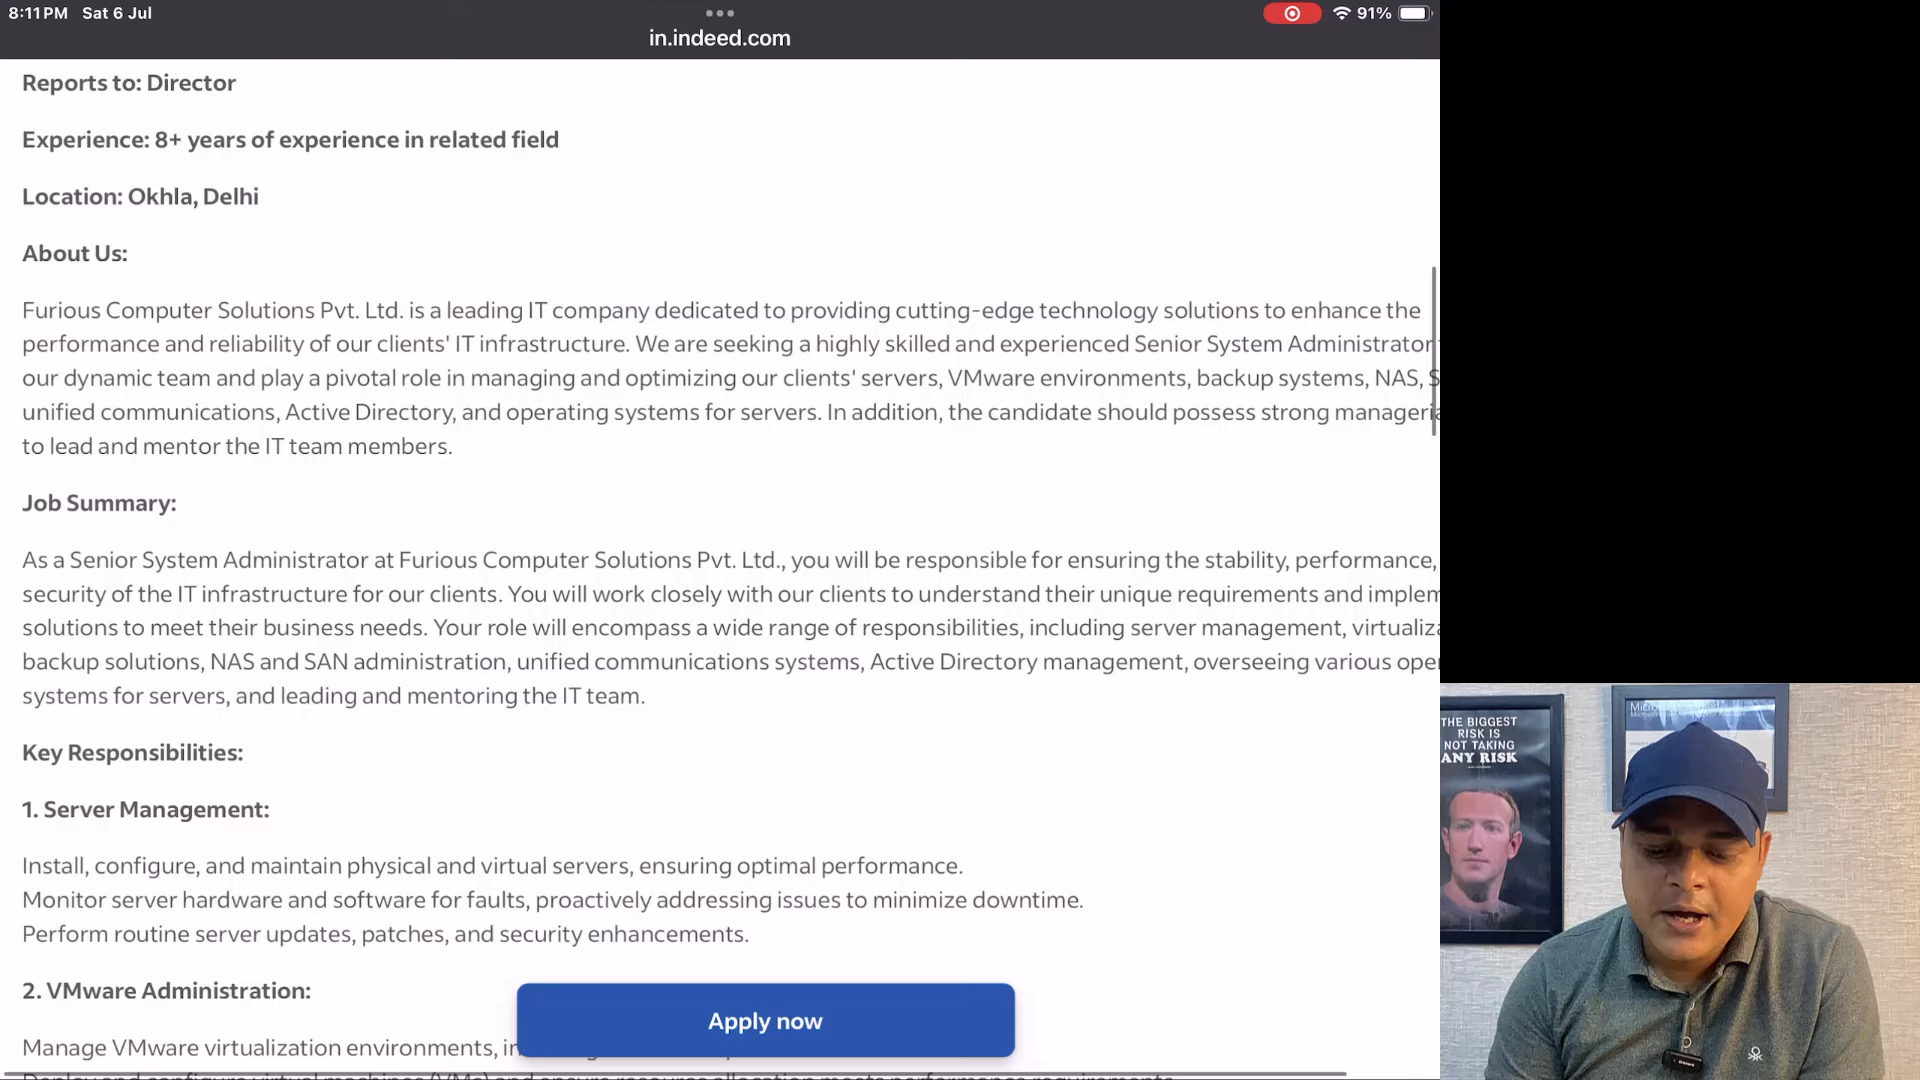 8:11 PM Sat 6 Jul
91%
in.indeed.com
Reports to: Director
Experience: 8+ years of experience in related field
Location: Okhla, Delhi
About Us:
Furious Computer Solutions Pvt. Ltd. is a leading IT company dedicated to providing cutting-edge technology solutions to enhance the
performance and reliability of our clients' IT infrastructure. We are seeking a highly skilled and experienced Senior System Administrator
our dynamic team and play a pivotal role in managing and optimizing our clients' servers, VMware environments, backup systems, NAS,
unified communications, Active Directory, and operating systems for servers. In addition, the candidate should possess strong
to lead and mentor the IT team members.
Job Summary:
As a Senior System Administrator at Furious Computer Solutions Pvt. Ltd., you will be responsible for ensuring the stability, performance,
security of the IT infrastructure for our clients. You will work closely with our clients to understand their unique requirements and
solutions to meet their business needs. Your role will encompass a wide range of responsibilities, including server management,
backup solutions, NAS and SAN administration, unified communications systems, Active Directory management, overseeing various
systems for servers, and leading and mentoring the IT team.
Key Responsibilities:
1. Server Management:
Install, configure, and maintain physical and virtual servers, ensuring optimal performance.
Monitor server hardware and software for faults, proactively addressing issues to minimize downtime.
Perform routine server updates, patches, and security enhancements.
2. VMware Administration:
Manage VMware virtualization environments,
Apply now
THE BIGGEST
RISK IS
NOT TAKING
ANY RISK